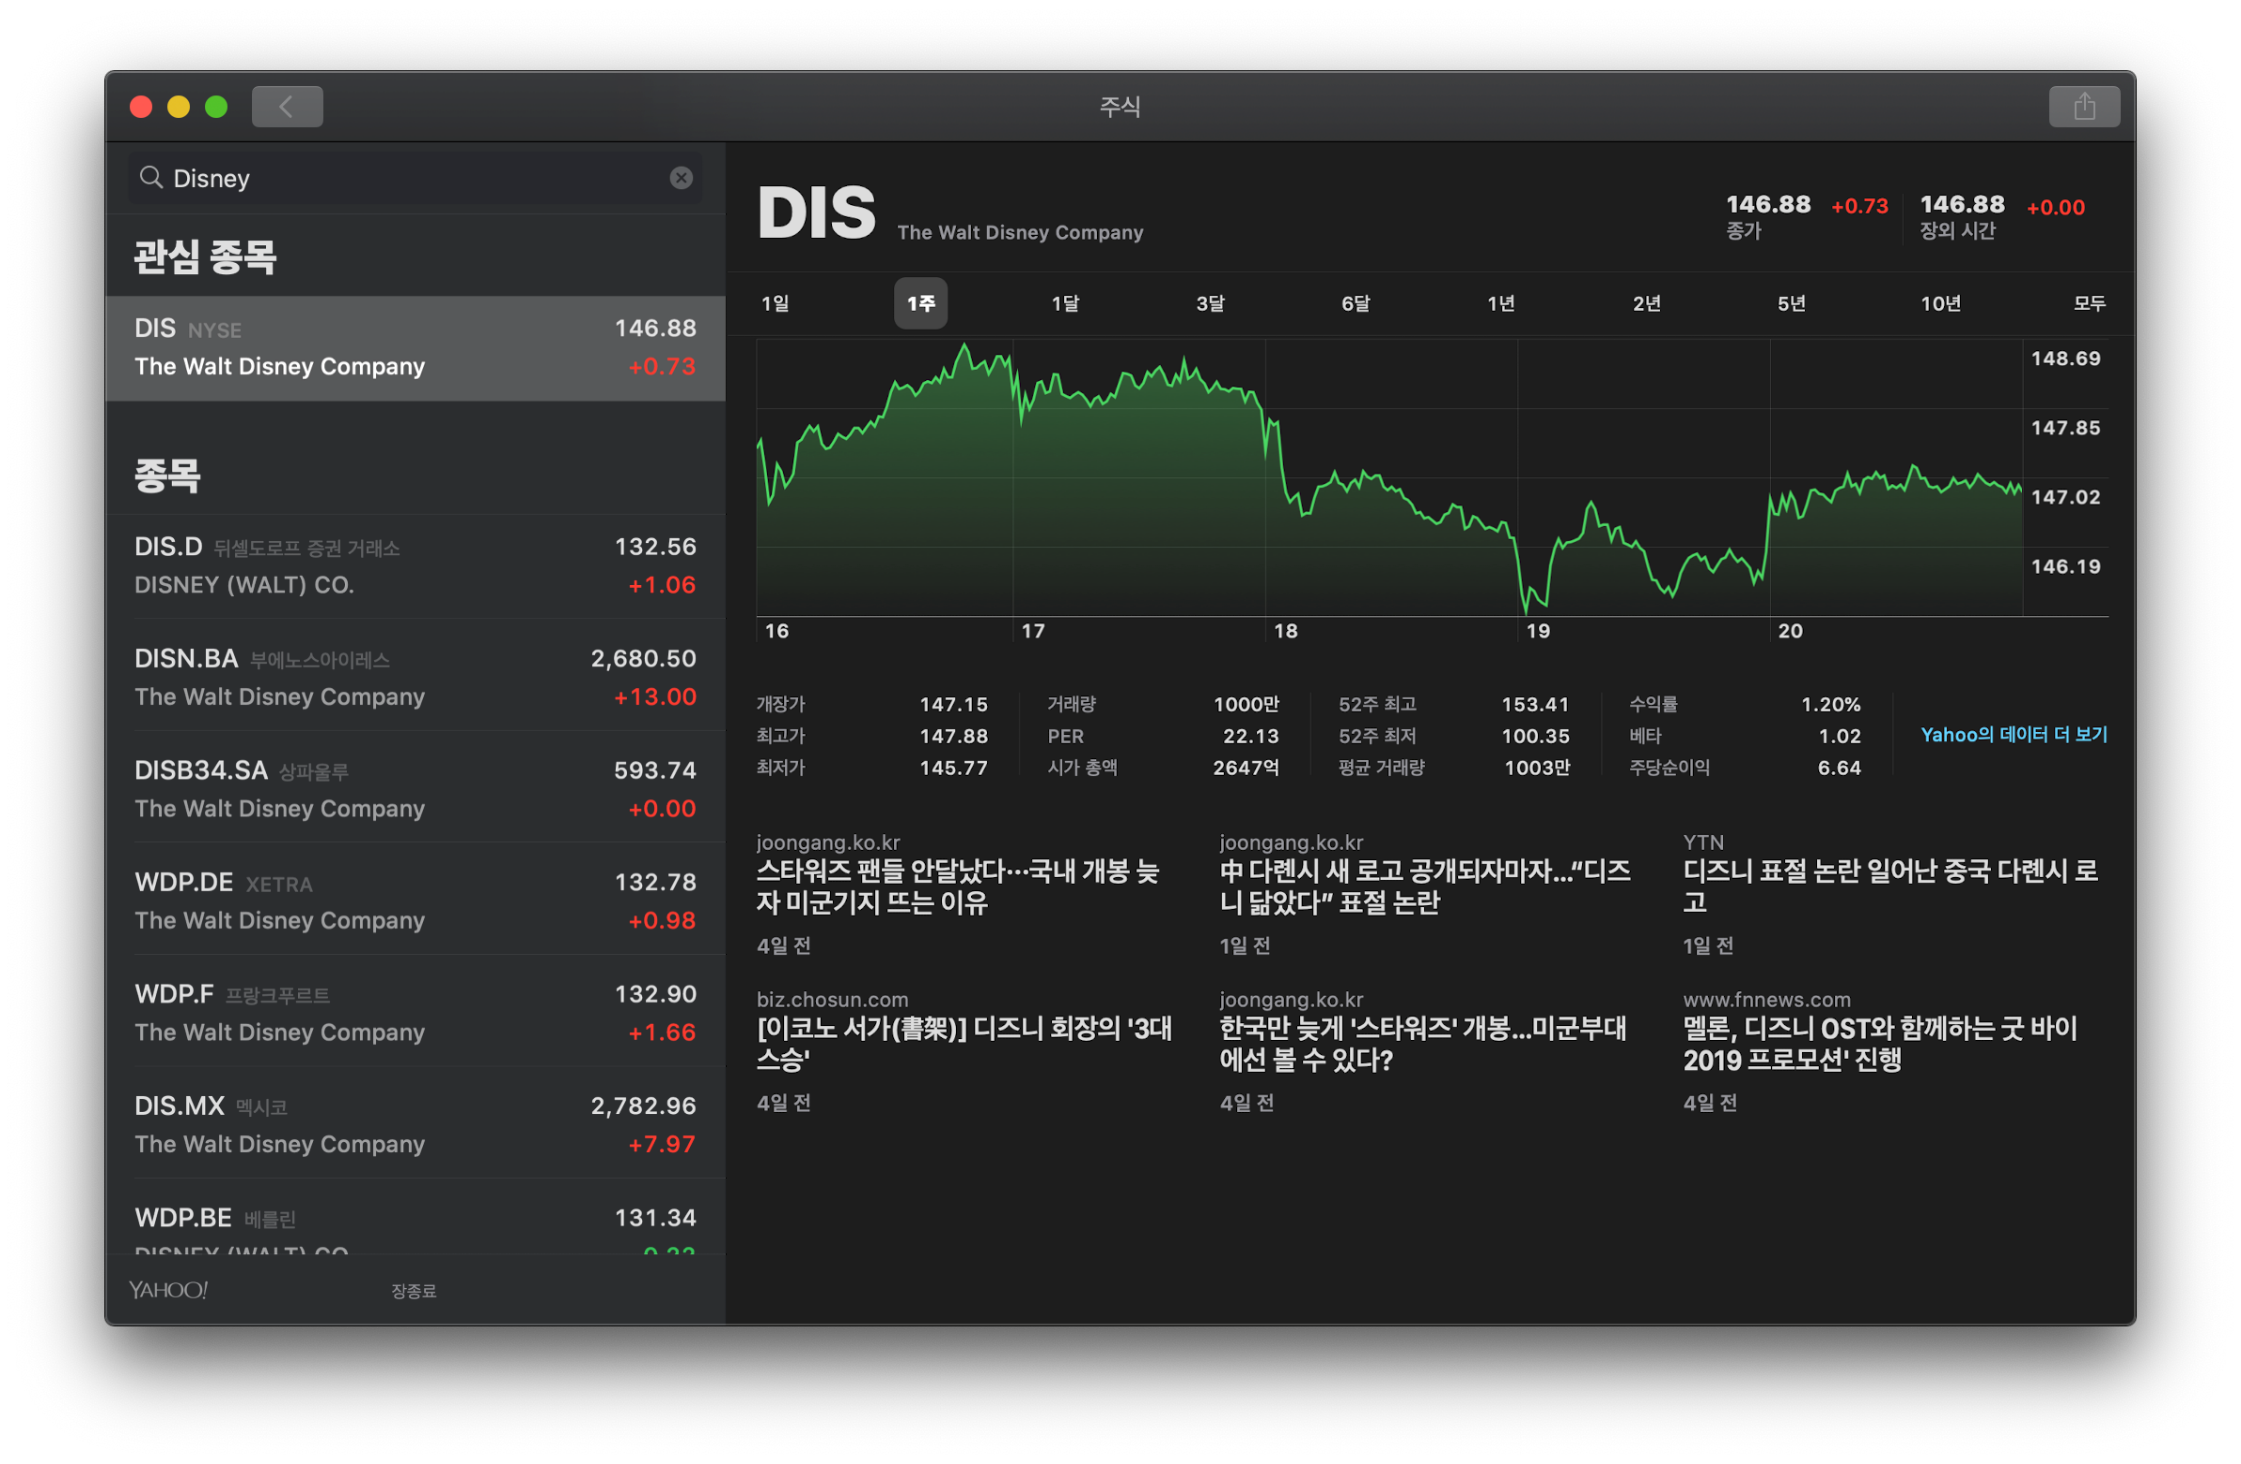 주식
Disney
관심 종목
DIS NYSE 146.88
The Walt Disney Company +0.73
종목
DIS.D 뒤셀도르프 증권 거래소 132.56
DISNEY (WALT) CO. +1.06
DISN.BA 부에노스아이레스 2,680.50
The Walt Disney Company +13.00
DISB34.SA 상파울루 593.74
The Walt Disney Company +0.00
WDP.DE XETRA 132.78
The Walt Disney Company +0.98
WDP.F 프랑크푸르트 132.90
The Walt Disney Company +1.66
DIS.MX 멕시코 2,782.96
The Walt Disney Company +7.97
WDP.BE 베를린 131.34
DISNEY (WALT) CO
YAHOO! 장종료
DIS The Walt Disney Company
146.88 +0.73 146.88 +0.00
종가 장외 시간
1일 1주 1달 3달 6달 1년 2년 5년 10년 모두
148.69
147.85
147.02
146.19
16 17 18 19 20
개장가 147.15 거래량 1000만 52주 최고 153.41 수익률 1.20%
최고가 147.88 PER 22.13 52주 최저 100.35 베타 1.02 Yahoo의 데이터 더 보기
최저가 145.77 시가 총액 2647억 평균 거래량 1003만 주당순이익 6.64
joongang.ko.kr
스타워즈 팬들 안달났다…국내 개봉 늦
자 미군기지 뜨는 이유
4일 전
joongang.ko.kr
中 다롄시 새 로고 공개되자마자…“디즈
니 닮았다” 표절 논란
1일 전
YTN
디즈니 표절 논란 일어난 중국 다롄시 로
고
1일 전
biz.chosun.com
[이코노 서가(書架)] 디즈니 회장의 '3대
스승'
4일 전
joongang.ko.kr
한국만 늦게 '스타워즈' 개봉…미군부대
에선 볼 수 있다?
4일 전
www.fnnews.com
멜론, 디즈니 OST와 함께하는 굿 바이
2019 프로모션' 진행
4일 전